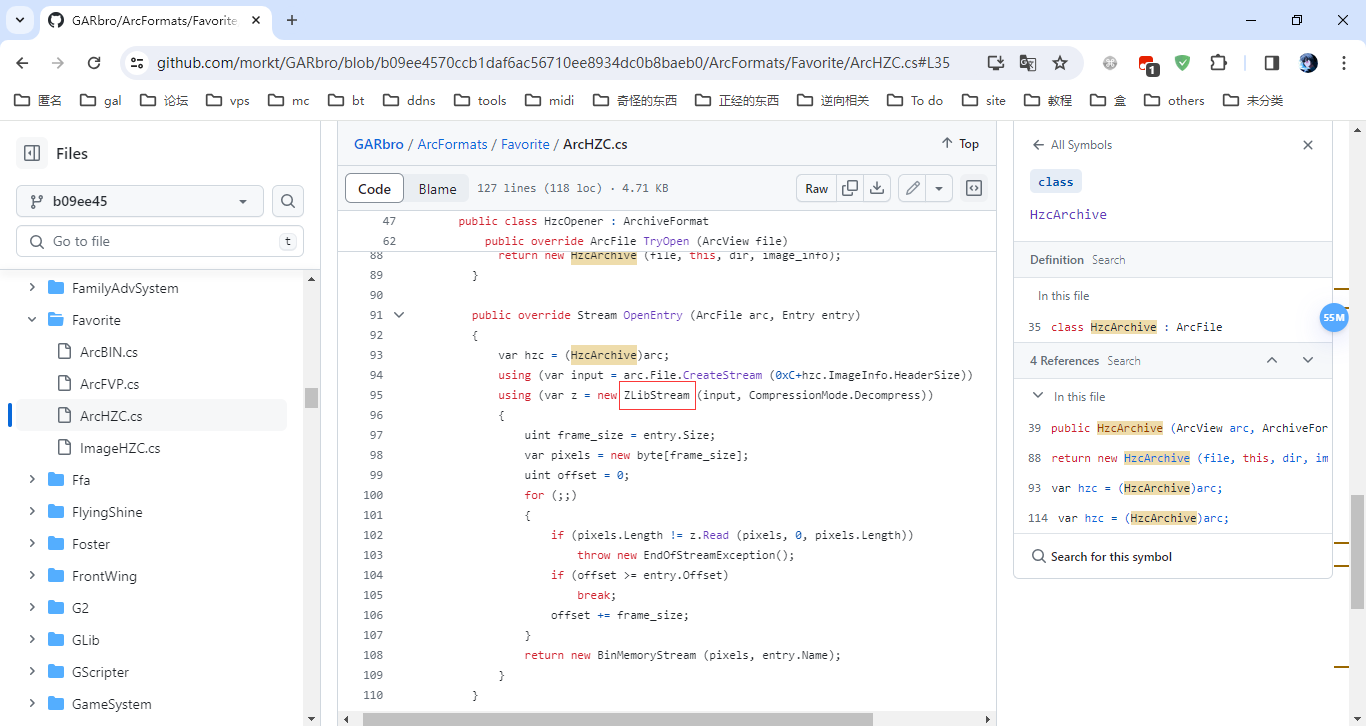 GARbro/ArcFormats/Favorite
github.com/morkt/GARbro/blob/b09ee4570ccb1daf6ac56710ee8934dc0b8baeb0/ArcFormats/Favorite/ArcHZC.cs#L35
1
匿名 gal 论坛 vps mc bt ddns tools midi 奇怪的东西 正经的东西 逆向相关 To do site 教程 盒 others 未分类
Files
b09ee45
Go to file t
FamilyAdvSystem
Favorite
ArcBIN.cs
ArcFVP.cs
ArcHZC.cs
ImageHZC.cs
Ffa
FlyingShine
Foster
FrontWing
G2
GLib
GScripter
GameSystem
GARbro / ArcFormats / Favorite / ArcHZC.cs Top
Code Blame 127 lines (118 loc) · 4.71 KB Raw
47 public class HzcOpener : ArchiveFormat
62 public override ArcFile TryOpen (ArcView file)
88 return new HzcArchive (file, this, dir, image_info);
89 }
90
91 public override Stream OpenEntry (ArcFile arc, Entry entry)
92 {
93 var hzc = (HzcArchive)arc;
94 using (var input = arc.File.CreateStream (0xC+hzc.ImageInfo.HeaderSize))
95 using (var z = new ZLibStream (input, CompressionMode.Decompress))
96 {
97 uint frame_size = entry.Size;
98 var pixels = new byte[frame_size];
99 uint offset = 0;
100 for (;;)
101 {
102 if (pixels.Length != z.Read (pixels, 0, pixels.Length))
103 throw new EndOfStreamException();
104 if (offset >= entry.Offset)
105 break;
106 offset += frame_size;
107 }
108 return new BinMemoryStream (pixels, entry.Name);
109 }
110 }
All Symbols
class
HzcArchive
Definition Search
In this file
35 class HzcArchive : ArcFile
55M
4 References Search
In this file
39 public HzcArchive (ArcView arc, ArchiveFor
88 return new HzcArchive (file, this, dir, im
93 var hzc = (HzcArchive)arc;
114 var hzc = (HzcArchive)arc;
Search for this symbol